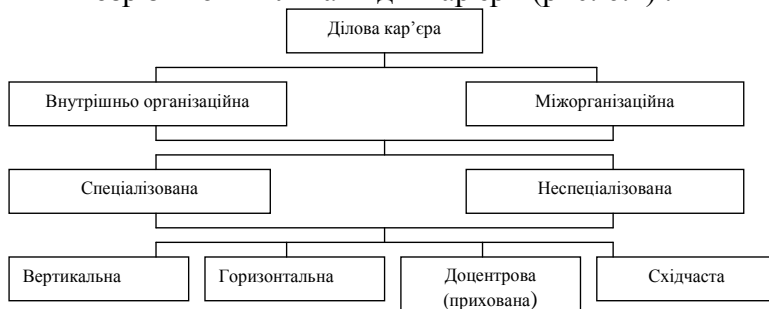 Ділова кар’єра
Внутрішньо організаційна
Міжорганізаційна
Спеціалізована
Неспеціалізована
Вертикальна
Горизонтальна
Доцентрова
(прихована)
Східчаста